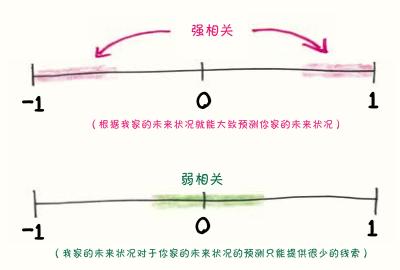 强相关
-1 0 1
(根据我家的未来状况就能大致预测你家的未来状况)
弱相关
-1 0 1
(我家的未来状况对于你家的未来状况的预测只能提供很少的线索)